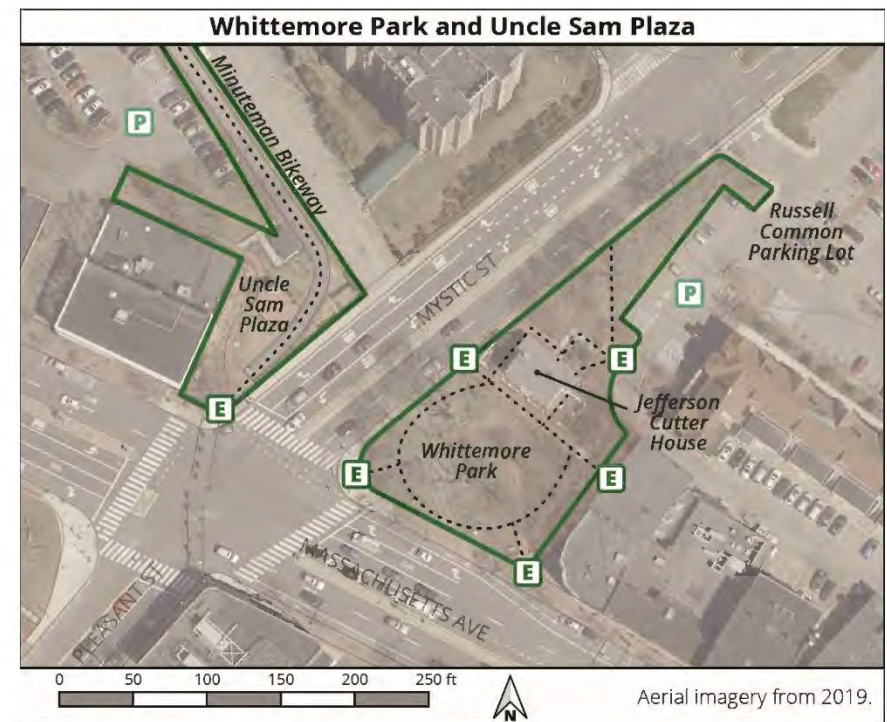 Whittemore Park and Uncle Sam Plaza
Minuteman Bikeway
P
Russell
Common
Parking Lot
Uncle
Sam
Plaza
MYSTIC ST
P
E
E
E
Jefferson
Cutter
House
Whittemore
Park
E
E
MASSACHUSETTS AVE
E
PLEASANT ST
0 50 100 150 200 250 ft
N
Aerial imagery from 2019.